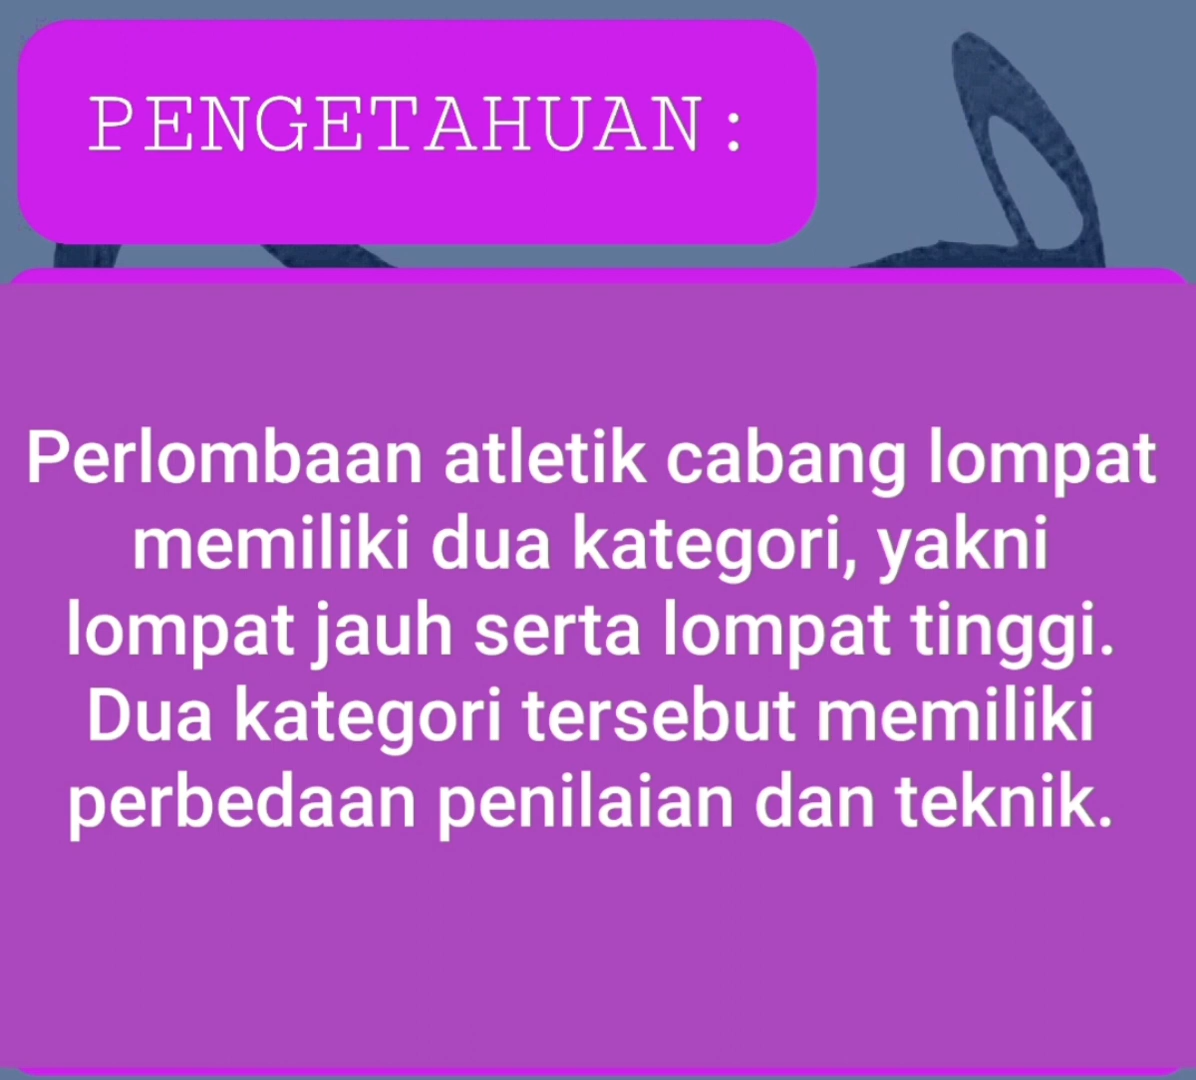 PENGETAHUAN:
Perlombaan atletik cabang lompat
memiliki dua kategori, yakni
lompat jauh serta lompat tinggi.
Dua kategori tersebut memiliki
perbedaan penilaian dan teknik.